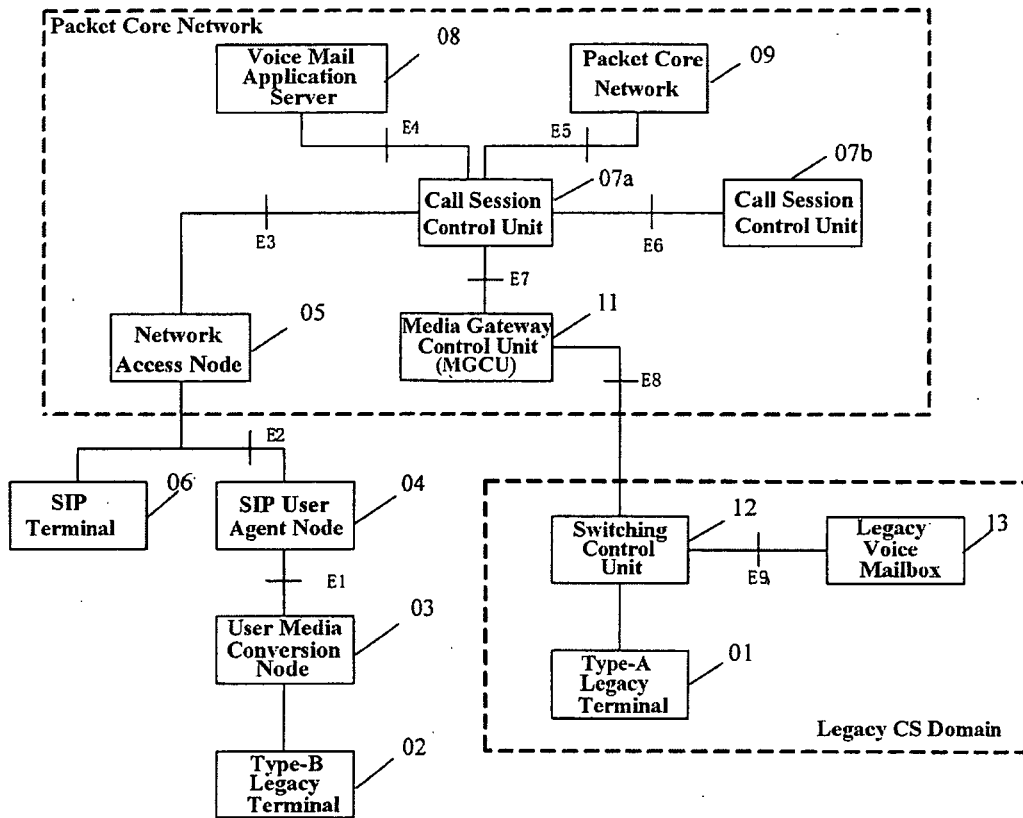 Packet Core Network
08
Voice Mail
Application
Server
Packet Core
Network
09
E4
E5
07b
07a
Call Session
Control Unit
Call Session
Control Unit
E3
E6
E7
05
Network
Access Node
11
Media Gateway
Control Unit
(MGCU)
E8
E2
SIP
Terminal
06
SIP User
Agent Node
04
Switching
Control
Unit
12
Legacy
Voice
Mailbox
13
E9
E1
03
User Media
Conversion
Node
Type-A
Legacy
Terminal
01
Legacy CS Domain
02
Type-B
Legacy
Terminal